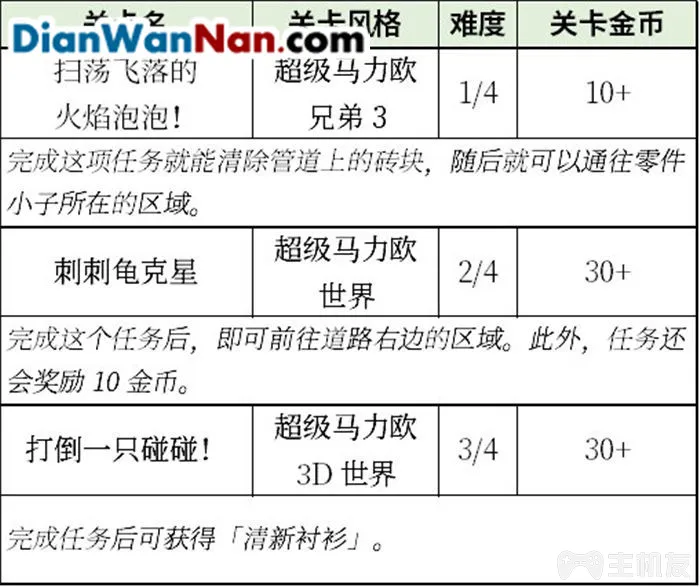 关卡名 关卡风格 难度 关卡金币
DianWanNan.com
扫荡飞落的
火焰泡泡！
超级马力欧
兄弟 3
1/4
10+
完成这项任务就能清除管道上的砖块，随后就可以通往零件
小子所在的区域。
刺刺龟克星
超级马力欧
世界
2/4
30+
完成这个任务后，即可前往道路右边的区域。此外，任务还
会奖励 10 金币。
打倒一只碰碰！
超级马力欧
3D 世界
3/4
30+
完成任务后可获得「清新衬衫」。
主机友